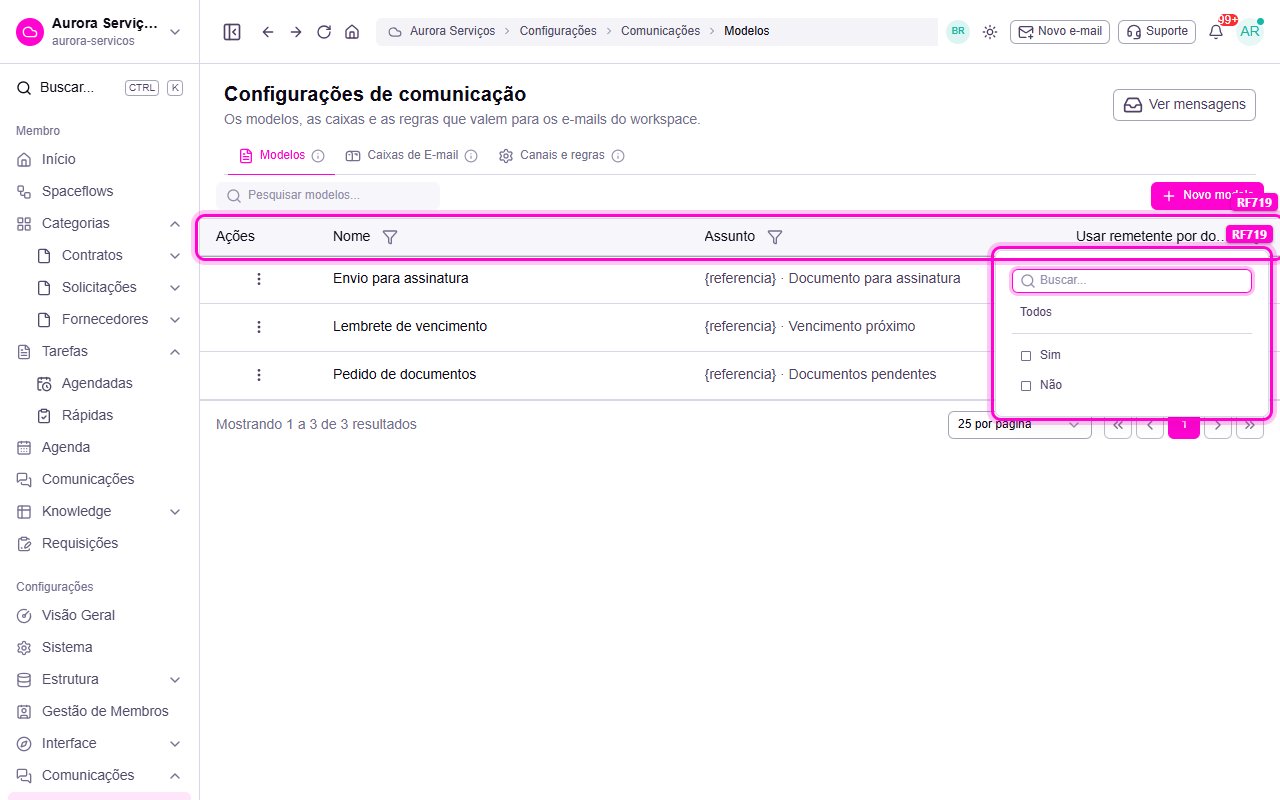 Aurora Serviç...
aurora-servicos
Aurora Serviços > Configurações > Comunicações > Modelos
BR
Novo e-mail
Suporte
99+
AR
Buscar...
CTRL K
Membro
Início
Spaceflows
Categorias
Contratos
Solicitações
Fornecedores
Tarefas
Agendadas
Rápidas
Agenda
Comunicações
Knowledge
Requisições
Configurações
Visão Geral
Sistema
Estrutura
Gestão de Membros
Interface
Comunicações
Configurações de comunicação
Os modelos, as caixas e as regras que valem para os e-mails do workspace.
Ver mensagens
Modelos
Caixas de E-mail
Canais e regras
Pesquisar modelos...
Novo modelo
RF719
Ações Nome Assunto Usar remetente por do...
RF719
Envio para assinatura {referencia} · Documento para assinatura
Lembrete de vencimento {referencia} · Vencimento próximo
Pedido de documentos {referencia} · Documentos pendentes
Buscar...
Todos
Sim
Não
Mostrando 1 a 3 de 3 resultados
25 por página
« ‹ 1 › »